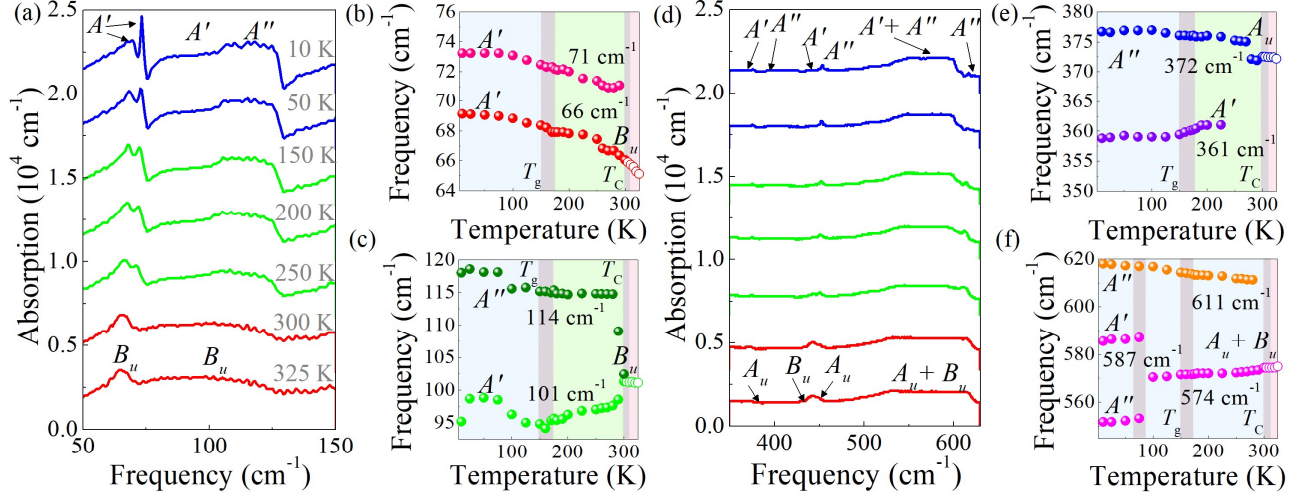 (a)
2.5
2.0
1.5
1.0
0.5
0.0
Absorption (10⁴ cm⁻¹)
A′
A′ A″
10 K
50 K
150 K
200 K
250 K
300 K
325 K
B_u
B_u
50 100 150
Frequency (cm⁻¹)
(b)
76
74
72
70
68
66
64
Frequency (cm⁻¹)
A′
71 cm⁻¹
66 cm⁻¹
A′
B_u
T_g
T_C
100 200 300
Temperature (K)
(c)
120
115
110
105
100
95
Frequency (cm⁻¹)
T_g
T_C
A″
114 cm⁻¹
B_u
101 cm⁻¹
A′
100 200 300
Temperature (K)
(d)
2.5
2.0
1.5
1.0
0.5
0.0
Absorption (10⁴ cm⁻¹)
A′ A″ A′ A″ A′+ A″ A″
A_u B_u A_u A_u + B_u
400 500 600
Frequency (cm⁻¹)
(e)
380
375
370
365
360
355
350
Frequency (cm⁻¹)
A_u
A″
372 cm⁻¹
A′
361 cm⁻¹
T_g
T_C
100 200 300
Temperature (K)
(f)
620
600
580
560
Frequency (cm⁻¹)
A″
611 cm⁻¹
A′
A_u + B_u
587 cm⁻¹
574 cm⁻¹
A″
T_g
T_C
0 100 200 300
Temperature (K)